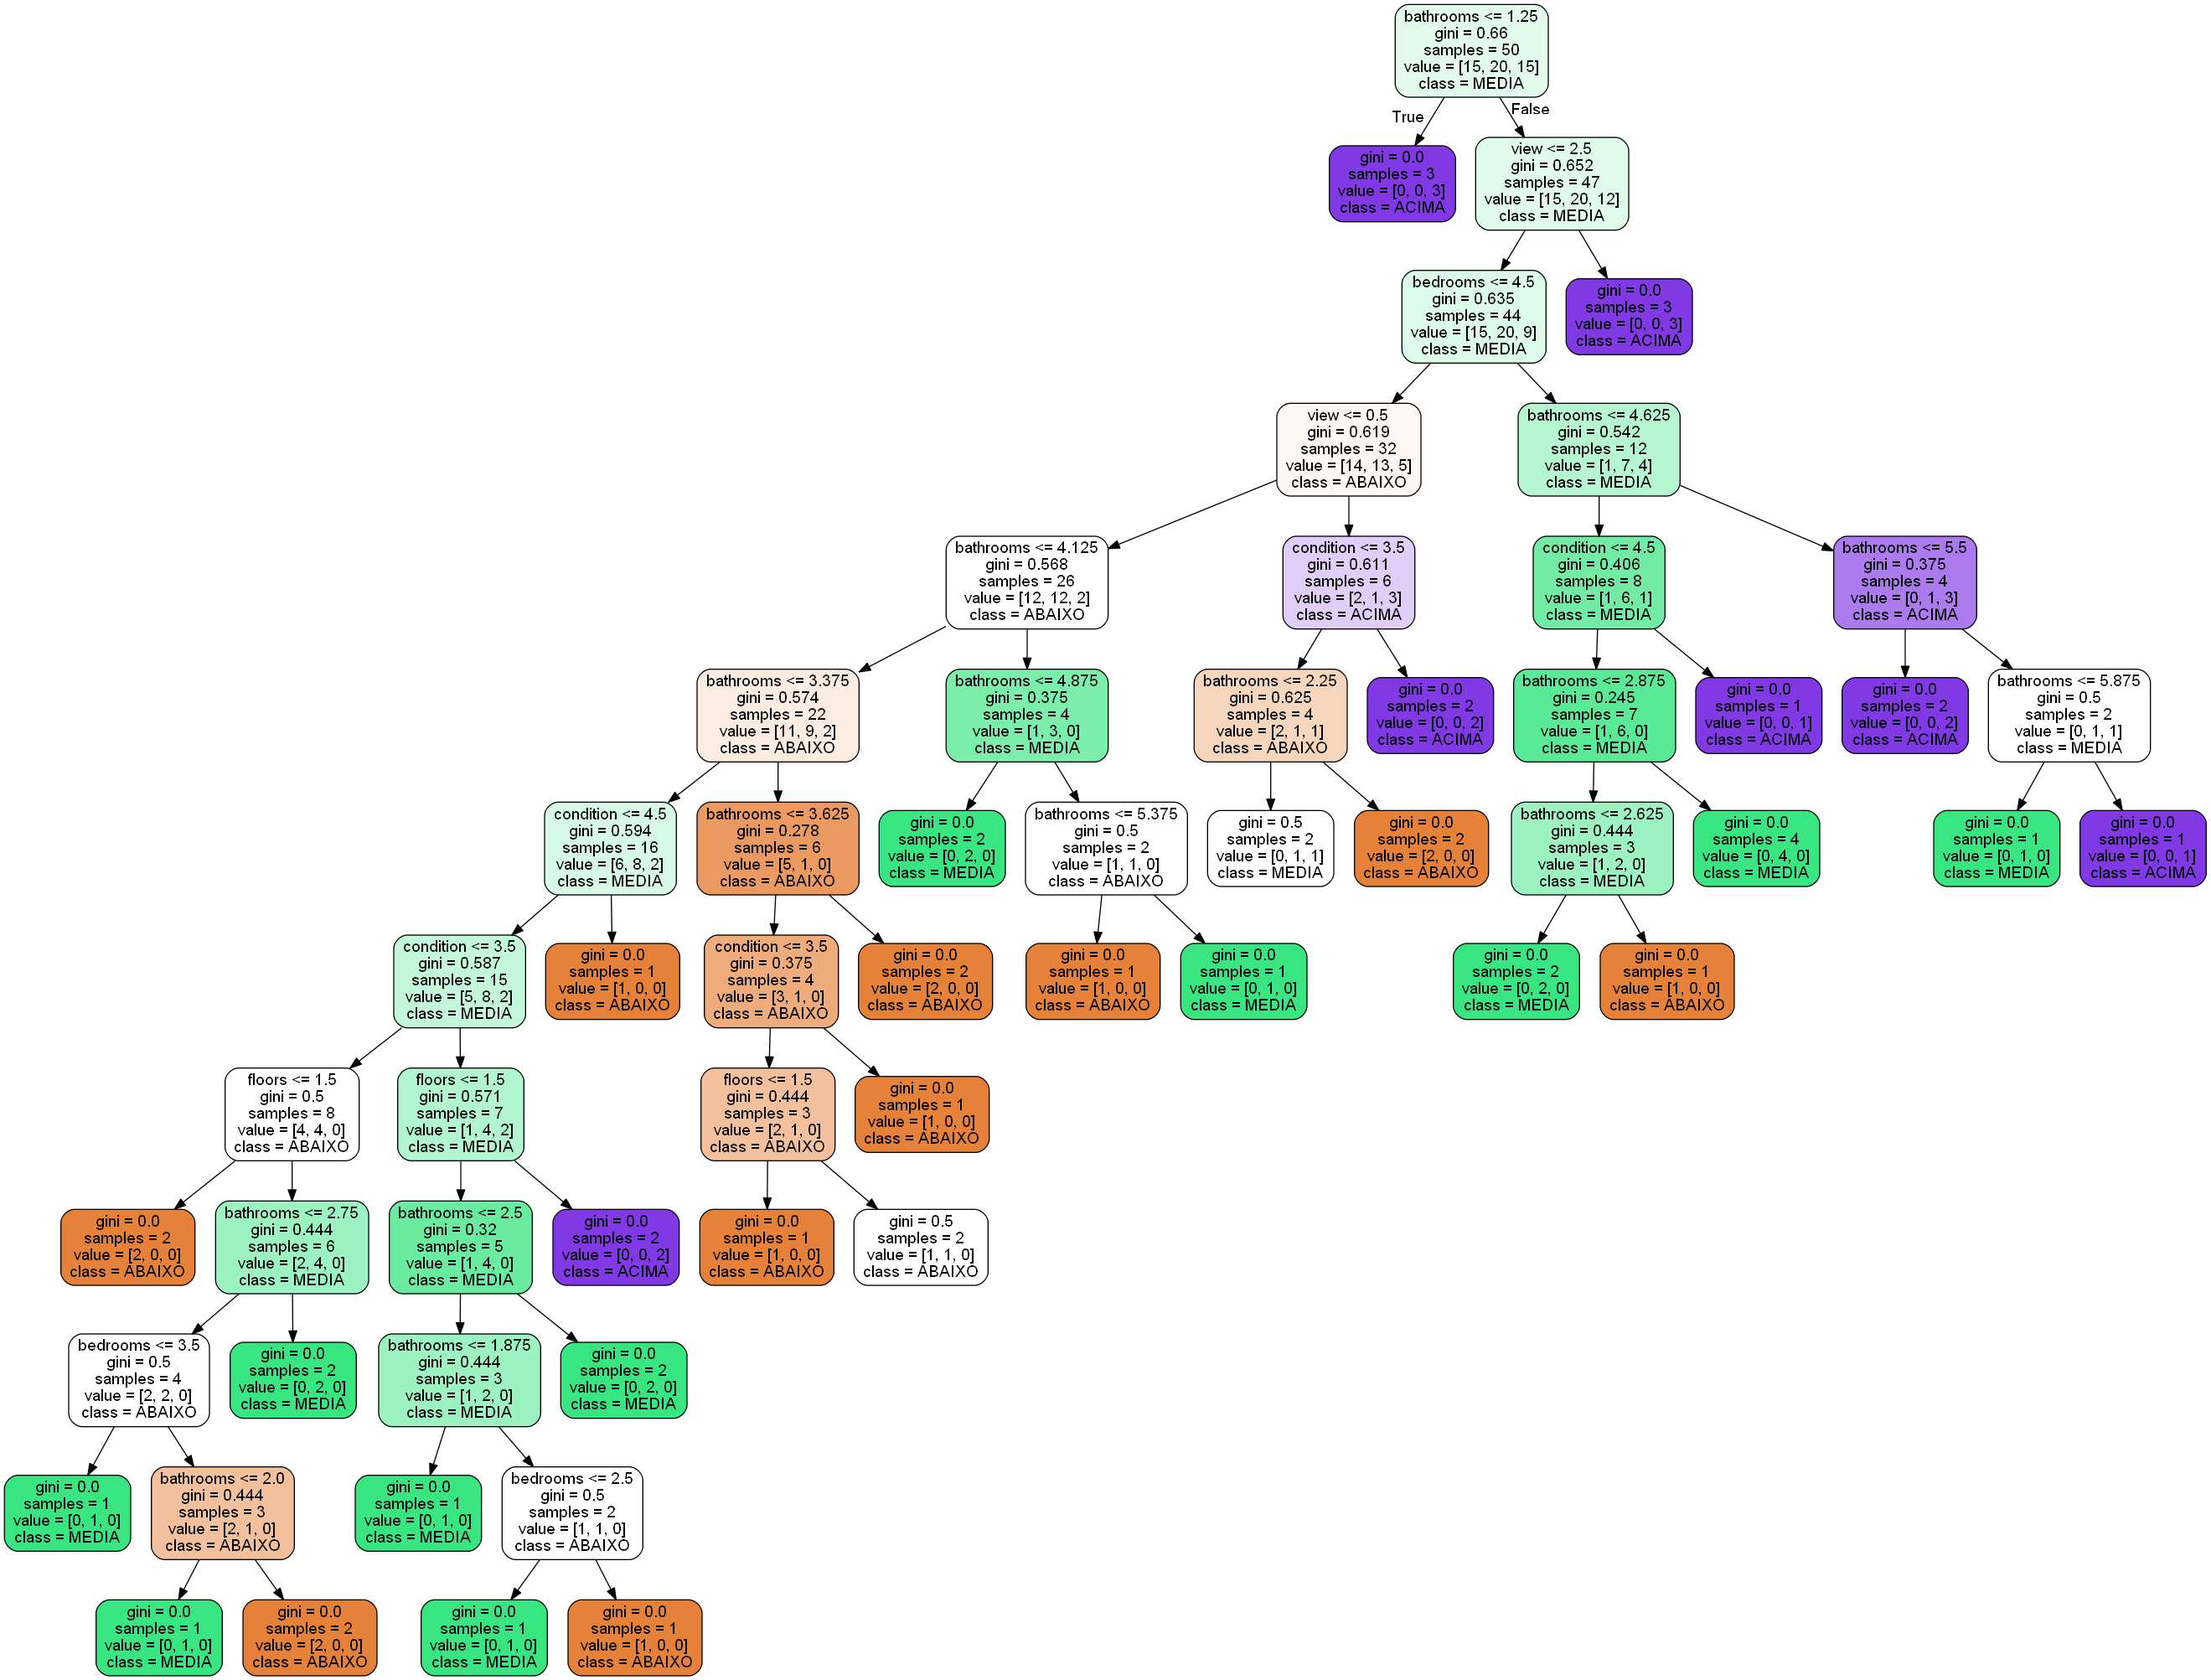 bathrooms <= 1.25
gini = 0.66
samples = 50
value = [15, 20, 15]
class = MEDIA
True
False
gini = 0.0
samples = 3
value = [0, 0, 3]
class = ACIMA
view <= 2.5
gini = 0.652
samples = 47
value = [15, 20, 12]
class = MEDIA
bedrooms <= 4.5
gini = 0.635
samples = 44
value = [15, 20, 9]
class = MEDIA
gini = 0.0
samples = 3
value = [0, 0, 3]
class = ACIMA
view <= 0.5
gini = 0.619
samples = 32
value = [14, 13, 5]
class = ABAIXO
bathrooms <= 4.625
gini = 0.542
samples = 12
value = [1, 7, 4]
class = MEDIA
bathrooms <= 4.125
gini = 0.568
samples = 26
value = [12, 12, 2]
class = ABAIXO
condition <= 3.5
gini = 0.611
samples = 6
value = [2, 1, 3]
class = ACIMA
condition <= 4.5
gini = 0.406
samples = 8
value = [1, 6, 1]
class = MEDIA
bathrooms <= 5.5
gini = 0.375
samples = 4
value = [0, 1, 3]
class = ACIMA
bathrooms <= 3.375
gini = 0.574
samples = 22
value = [11, 9, 2]
class = ABAIXO
bathrooms <= 4.875
gini = 0.375
samples = 4
value = [1, 3, 0]
class = MEDIA
bathrooms <= 2.25
gini = 0.625
samples = 4
value = [2, 1, 1]
class = ABAIXO
gini = 0.0
samples = 2
value = [0, 0, 2]
class = ACIMA
bathrooms <= 2.875
gini = 0.245
samples = 7
value = [1, 6, 0]
class = MEDIA
gini = 0.0
samples = 1
value = [0, 0, 1]
class = ACIMA
gini = 0.0
samples = 2
value = [0, 0, 2]
class = ACIMA
bathrooms <= 5.875
gini = 0.5
samples = 2
value = [0, 1, 1]
class = MEDIA
condition <= 4.5
gini = 0.594
samples = 16
value = [6, 8, 2]
class = MEDIA
bathrooms <= 3.625
gini = 0.278
samples = 6
value = [5, 1, 0]
class = ABAIXO
gini = 0.0
samples = 2
value = [0, 2, 0]
class = MEDIA
bathrooms <= 5.375
gini = 0.5
samples = 2
value = [1, 1, 0]
class = ABAIXO
gini = 0.5
samples = 2
value = [0, 1, 1]
class = MEDIA
gini = 0.0
samples = 2
value = [2, 0, 0]
class = ABAIXO
bathrooms <= 2.625
gini = 0.444
samples = 3
value = [1, 2, 0]
class = MEDIA
gini = 0.0
samples = 4
value = [0, 4, 0]
class = MEDIA
gini = 0.0
samples = 1
value = [0, 1, 0]
class = MEDIA
gini = 0.0
samples = 1
value = [0, 0, 1]
class = ACIMA
condition <= 3.5
gini = 0.587
samples = 15
value = [5, 8, 2]
class = MEDIA
gini = 0.0
samples = 1
value = [1, 0, 0]
class = ABAIXO
condition <= 3.5
gini = 0.375
samples = 4
value = [3, 1, 0]
class = ABAIXO
gini = 0.0
samples = 2
value = [2, 0, 0]
class = ABAIXO
gini = 0.0
samples = 1
value = [1, 0, 0]
class = ABAIXO
gini = 0.0
samples = 1
value = [0, 1, 0]
class = MEDIA
gini = 0.0
samples = 2
value = [0, 2, 0]
class = MEDIA
gini = 0.0
samples = 1
value = [1, 0, 0]
class = ABAIXO
floors <= 1.5
gini = 0.5
samples = 8
value = [4, 4, 0]
class = ABAIXO
floors <= 1.5
gini = 0.571
samples = 7
value = [1, 4, 2]
class = MEDIA
floors <= 1.5
gini = 0.444
samples = 3
value = [2, 1, 0]
class = ABAIXO
gini = 0.0
samples = 1
value = [1, 0, 0]
class = ABAIXO
gini = 0.0
samples = 2
value = [2, 0, 0]
class = ABAIXO
bathrooms <= 2.75
gini = 0.444
samples = 6
value = [2, 4, 0]
class = MEDIA
bathrooms <= 2.5
gini = 0.32
samples = 5
value = [1, 4, 0]
class = MEDIA
gini = 0.0
samples = 2
value = [0, 0, 2]
class = ACIMA
gini = 0.0
samples = 1
value = [1, 0, 0]
class = ABAIXO
gini = 0.5
samples = 2
value = [1, 1, 0]
class = ABAIXO
bedrooms <= 3.5
gini = 0.5
samples = 4
value = [2, 2, 0]
class = ABAIXO
gini = 0.0
samples = 2
value = [0, 2, 0]
class = MEDIA
bathrooms <= 1.875
gini = 0.444
samples = 3
value = [1, 2, 0]
class = MEDIA
gini = 0.0
samples = 2
value = [0, 2, 0]
class = MEDIA
gini = 0.0
samples = 1
value = [0, 1, 0]
class = MEDIA
bathrooms <= 2.0
gini = 0.444
samples = 3
value = [2, 1, 0]
class = ABAIXO
gini = 0.0
samples = 1
value = [0, 1, 0]
class = MEDIA
bedrooms <= 2.5
gini = 0.5
samples = 2
value = [1, 1, 0]
class = ABAIXO
gini = 0.0
samples = 1
value = [0, 1, 0]
class = MEDIA
gini = 0.0
samples = 2
value = [2, 0, 0]
class = ABAIXO
gini = 0.0
samples = 1
value = [0, 1, 0]
class = MEDIA
gini = 0.0
samples = 1
value = [1, 0, 0]
class = ABAIXO